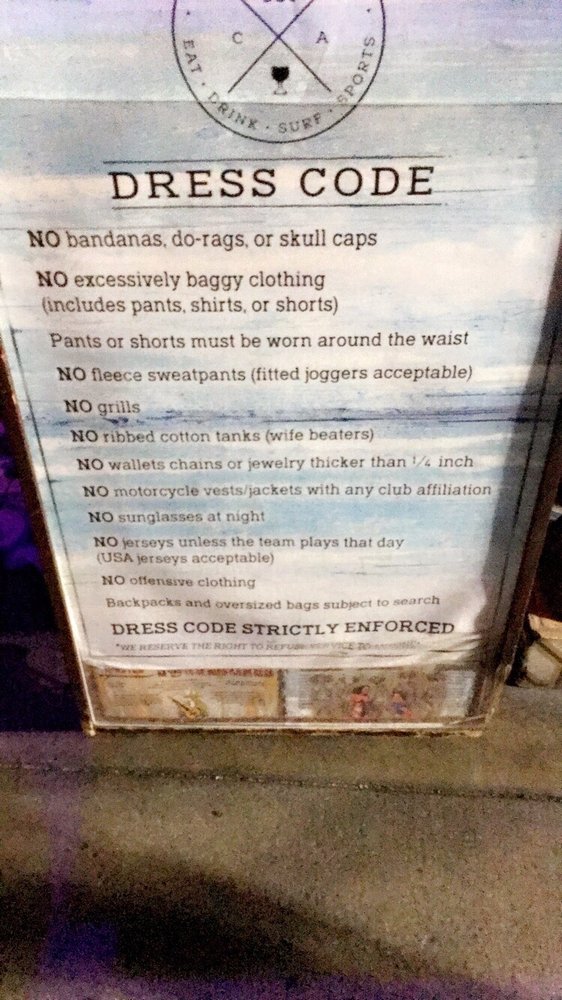 C A
EAT · DRINK · SURF · SPORTS
DRESS CODE
NO bandanas, do-rags, or skull caps
NO excessively baggy clothing
(includes pants, shirts, or shorts)
Pants or shorts must be worn around the waist
NO fleece sweatpants (fitted joggers acceptable)
NO grills
NO ribbed cotton tanks (wife beaters)
NO wallets chains or jewelry thicker than 1/4 inch
NO motorcycle vests/jackets with any club affiliation
NO sunglasses at night
NO jerseys unless the team plays that day
(USA jerseys acceptable)
NO offensive clothing
Backpacks and oversized bags subject to search
DRESS CODE STRICTLY ENFORCED
"WE RESERVE THE RIGHT TO REFUSE SERVICE TO